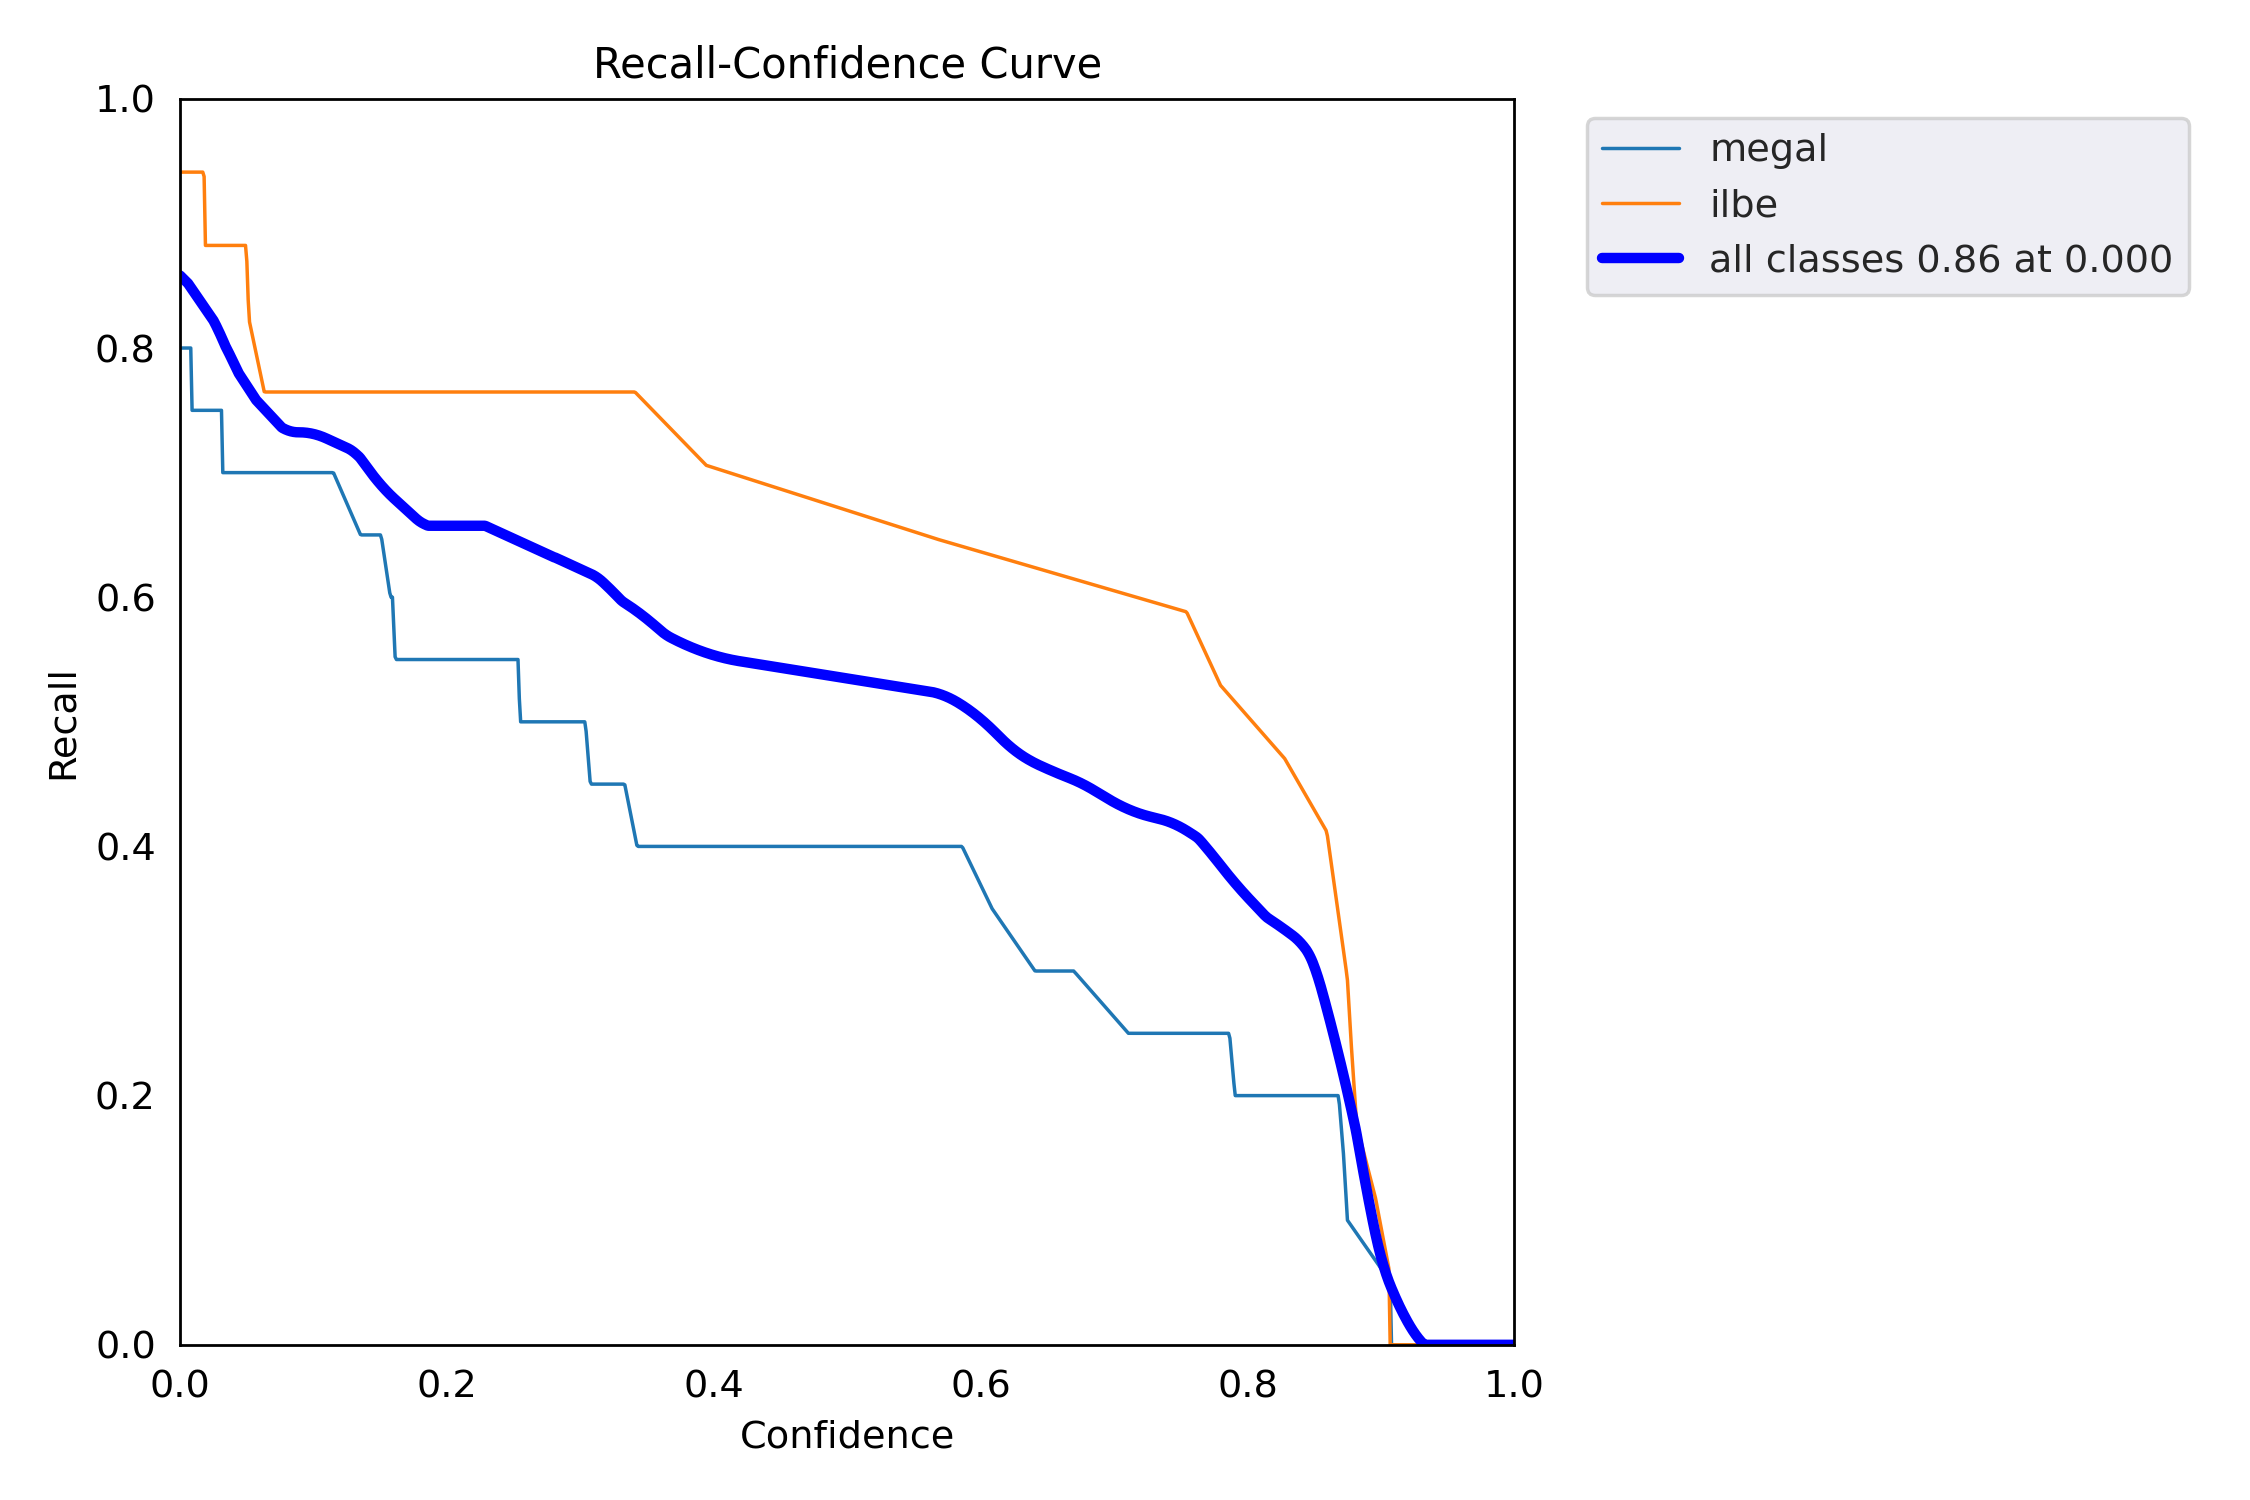 Recall-Confidence Curve
megal
ilbe
all classes 0.86 at 0.000
1.0
0.8
0.6
0.4
0.2
0.0
Recall
0.0 0.2 0.4 0.6 0.8 1.0
Confidence